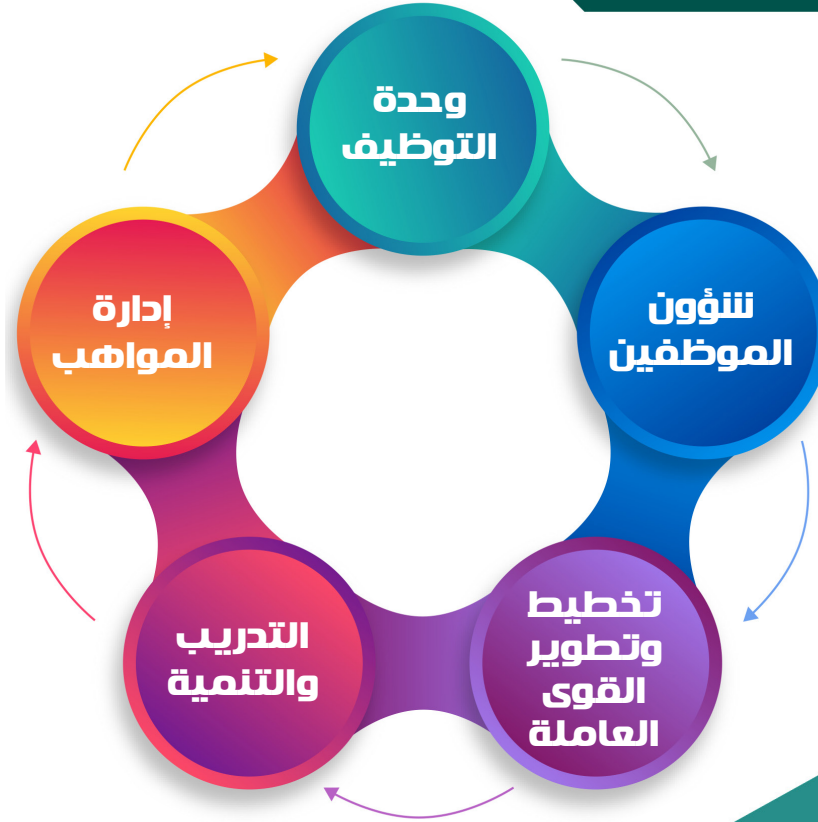 وحدة
التوظيف
شؤون
الموظفين
تخطيط
وتطوير
القوى
العاملة
التدريب
والتنمية
إدارة
المواهب